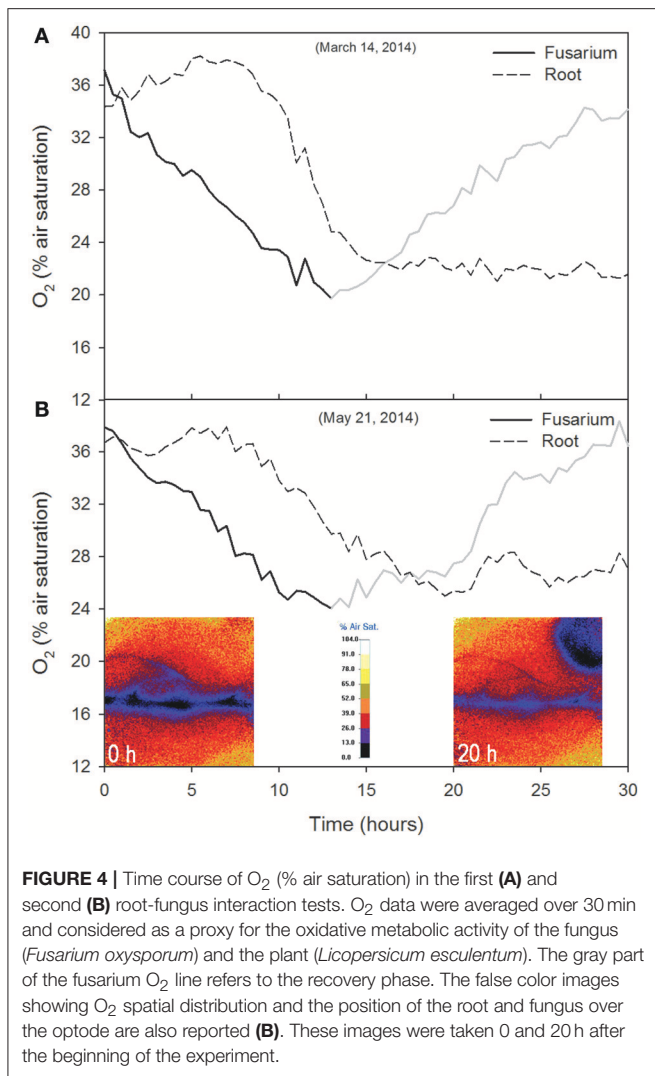 A
(March 14, 2014)
Fusarium
Root
O2 (% air saturation)
40
36
32
28
24
20
16
12
B
(May 21, 2014)
Fusarium
Root
O2 (% air saturation)
36
32
28
24
20
16
12
% Air Sat.
104.0
91.0
78.0
65.0
52.0
39.0
26.0
13.0
0.0
0 h
20 h
0 5 10 15 20 25 30
Time (hours)
FIGURE 4 | Time course of O2 (% air saturation) in the first (A) and
second (B) root-fungus interaction tests. O2 data were averaged over 30 min
and considered as a proxy for the oxidative metabolic activity of the fungus
(Fusarium oxysporum) and the plant (Licopersicum esculentum). The gray part
of the fusarium O2 line refers to the recovery phase. The false color images
showing O2 spatial distribution and the position of the root and fungus over
the optode are also reported (B). These images were taken 0 and 20 h after
the beginning of the experiment.